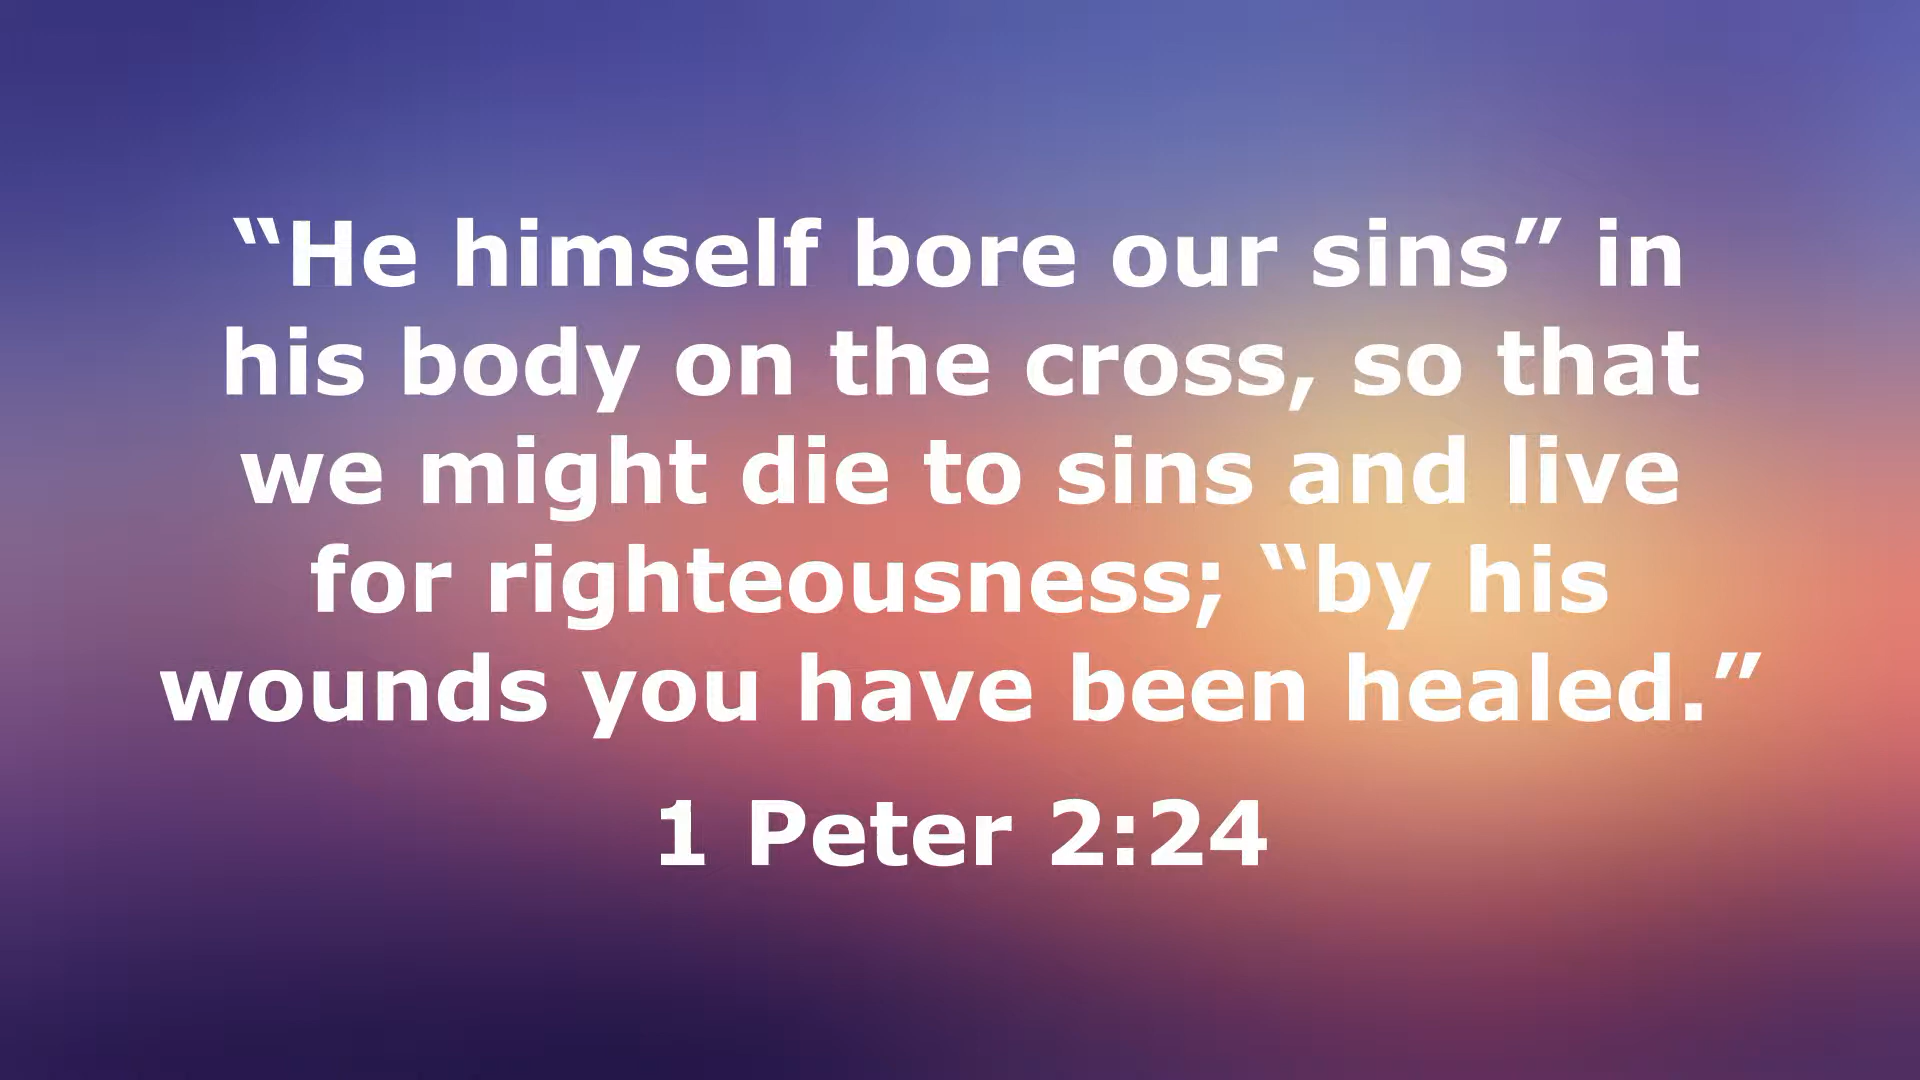 “He himself bore our sins” in
his body on the cross, so that
we might die to sins and live
for righteousness; “by his
wounds you have been healed.”
1 Peter 2:24